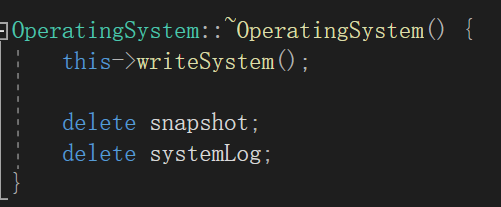 OperatingSystem::~OperatingSystem() {
this->writeSystem();
delete snapshot;
delete systemLog;
}